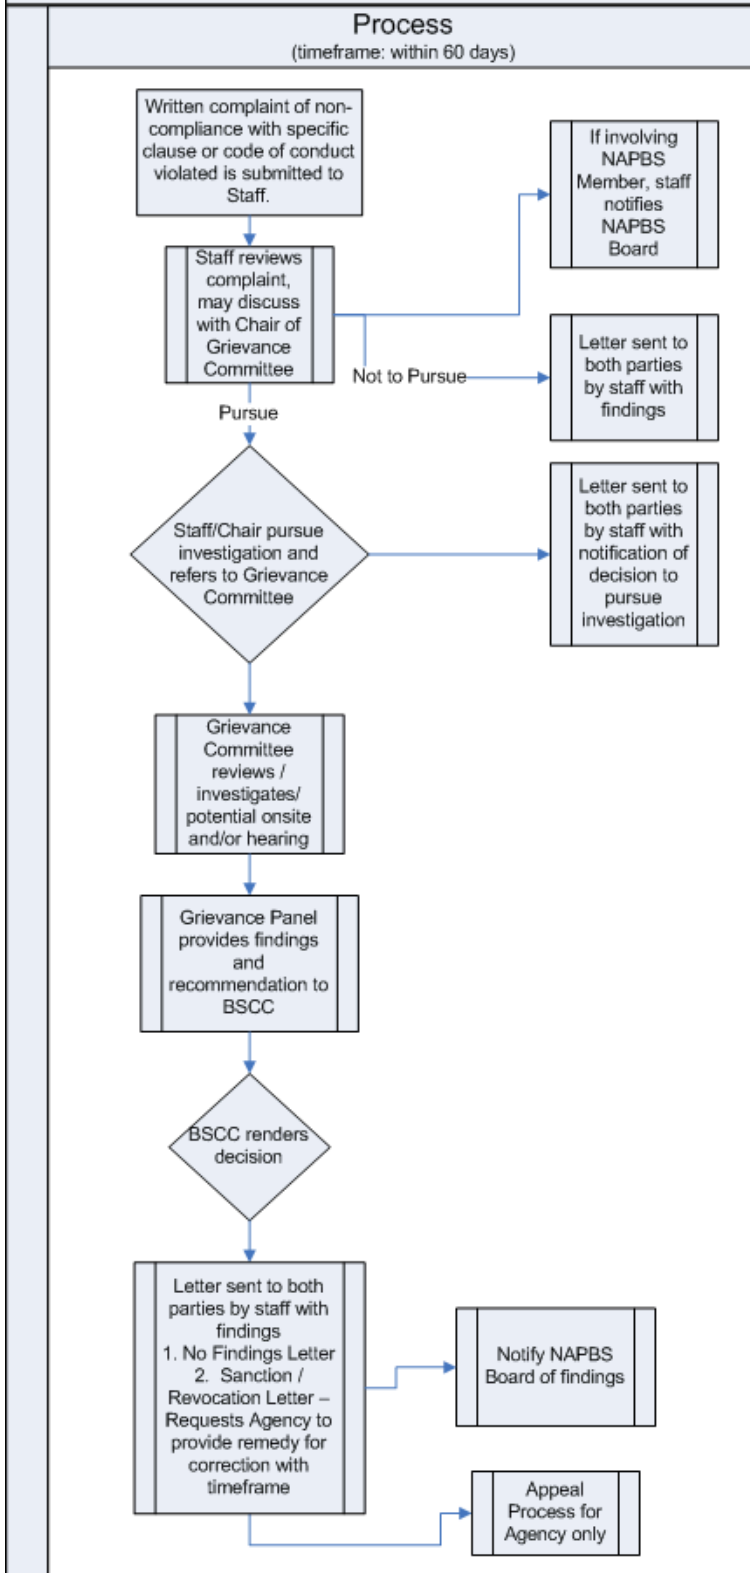 Process
(timeframe: within 60 days)
Written complaint of non-
compliance with specific
clause or code of conduct
violated is submitted to
Staff.
If involving
NAPBS
Member, staff
notifies
NAPBS
Board
Staff reviews
complaint,
may discuss
with Chair of
Grievance
Committee
Not to Pursue
Letter sent to
both parties
by staff with
findings
Pursue
Staff/Chair pursue
investigation and
refers to Grievance
Committee
Letter sent to
both parties
by staff with
notification of
decision to
pursue
investigation
Grievance
Committee
reviews /
investigates/
potential onsite
and/or hearing
Grievance Panel
provides findings
and
recommendation to
BSCC
BSCC renders
decision
Letter sent to both
parties by staff with
findings
1. No Findings Letter
2. Sanction /
Revocation Letter –
Requests Agency to
provide remedy for
correction with
timeframe
Notify NAPBS
Board of findings
Appeal
Process for
Agency only